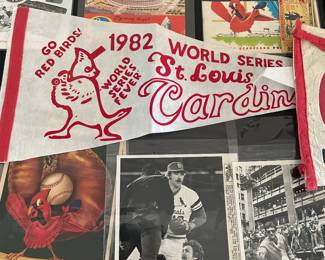 GO
RED BIRDS!
1982 WORLD SERIES
WORLD
SERIES
FEVER
St. Louis
Cardin